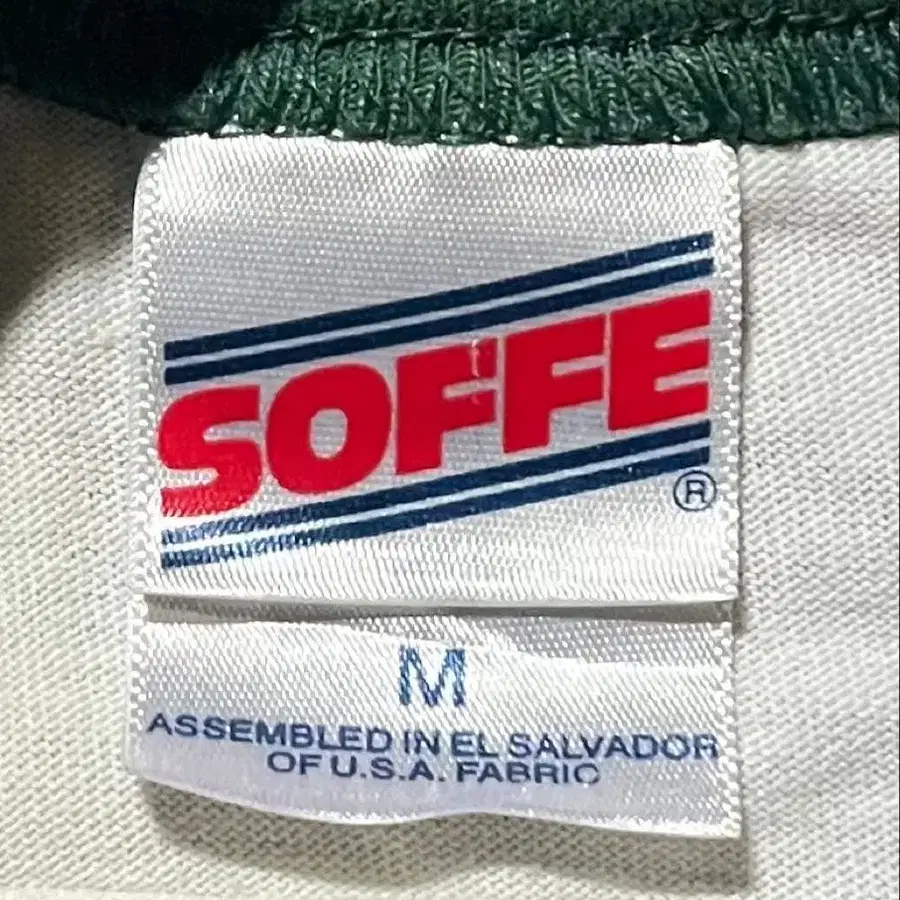 SOFFE
®
M
ASSEMBLED IN EL SALVADOR
OF U.S.A. FABRIC